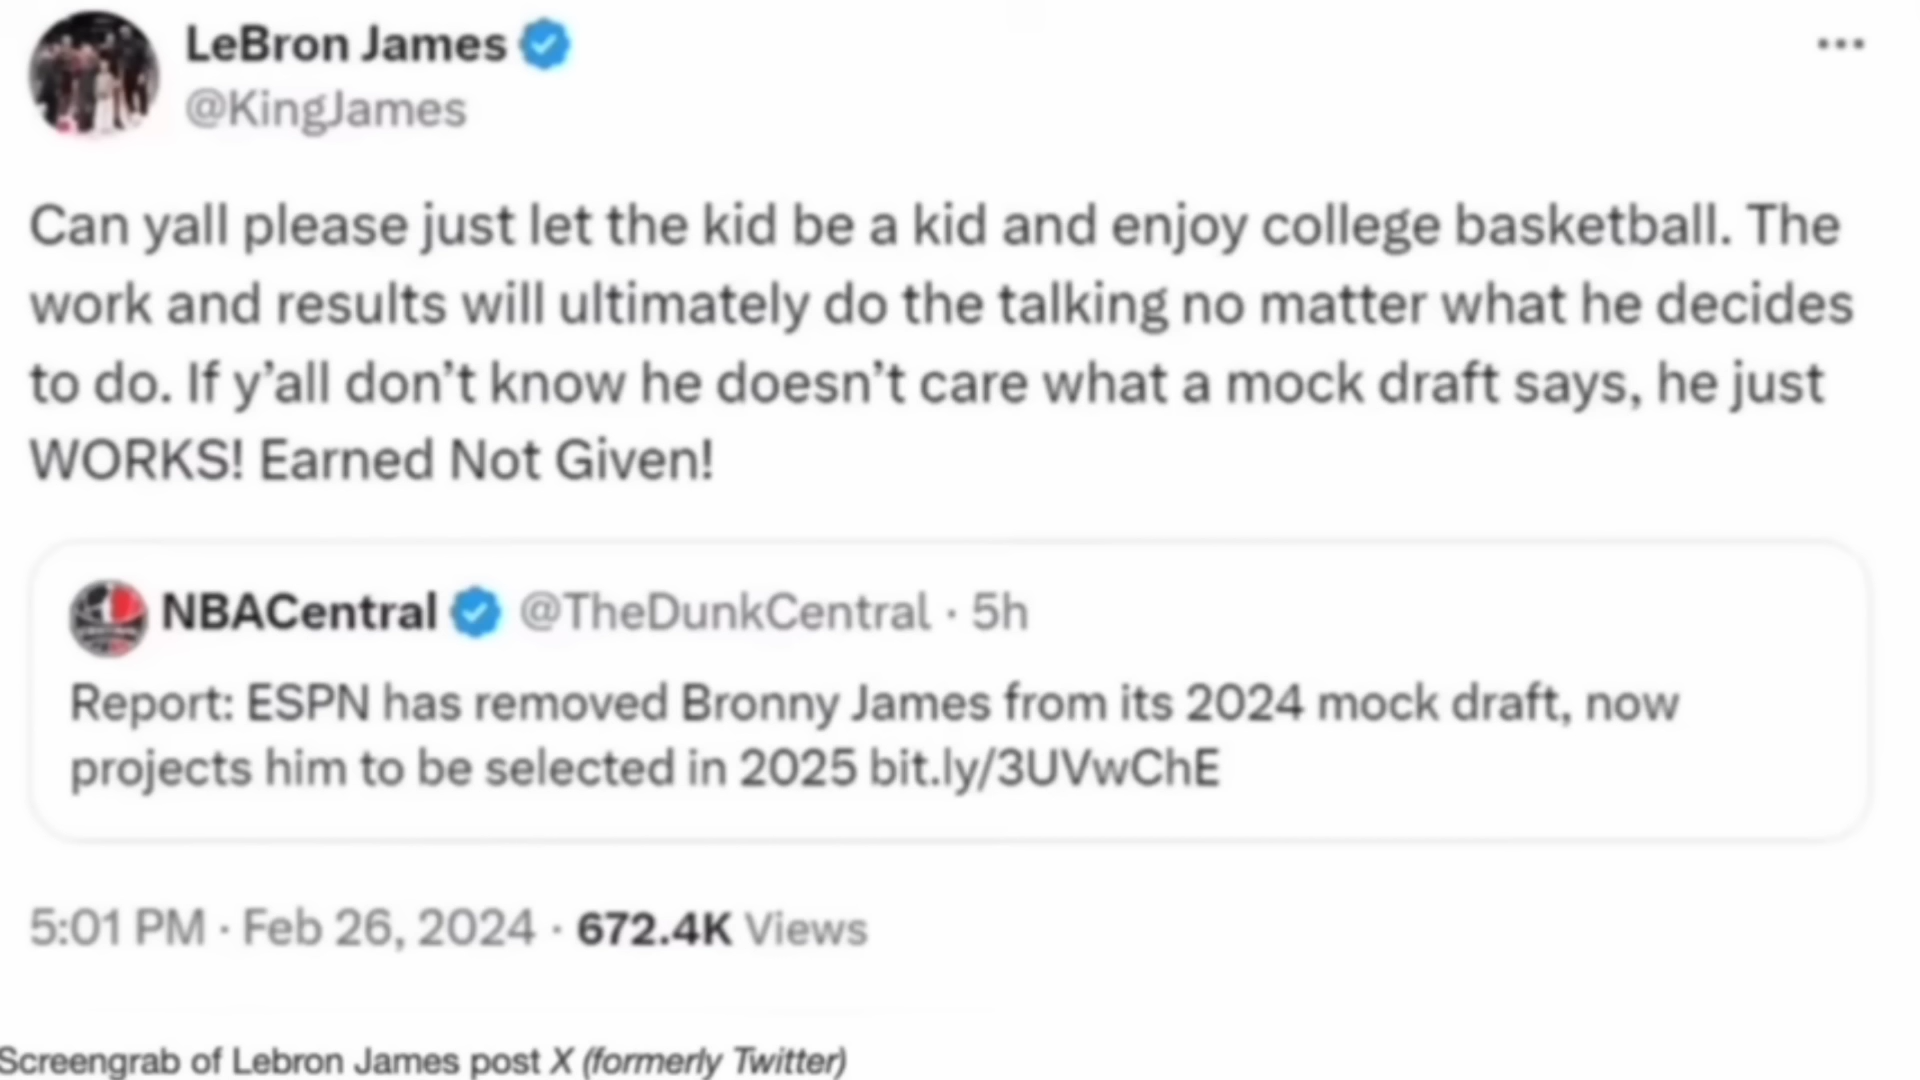 LeBron James
@KingJames
Can yall please just let the kid be a kid and enjoy college basketball. The
work and results will ultimately do the talking no matter what he decides
to do. If y’all don’t know he doesn’t care what a mock draft says, he just
WORKS! Earned Not Given!
NBACentral @TheDunkCentral · 5h
Report: ESPN has removed Bronny James from its 2024 mock draft, now
projects him to be selected in 2025 bit.ly/3UVwChE
5:01 PM · Feb 26, 2024 · 672.4K Views
Screengrab of Lebron James post X (formerly Twitter)